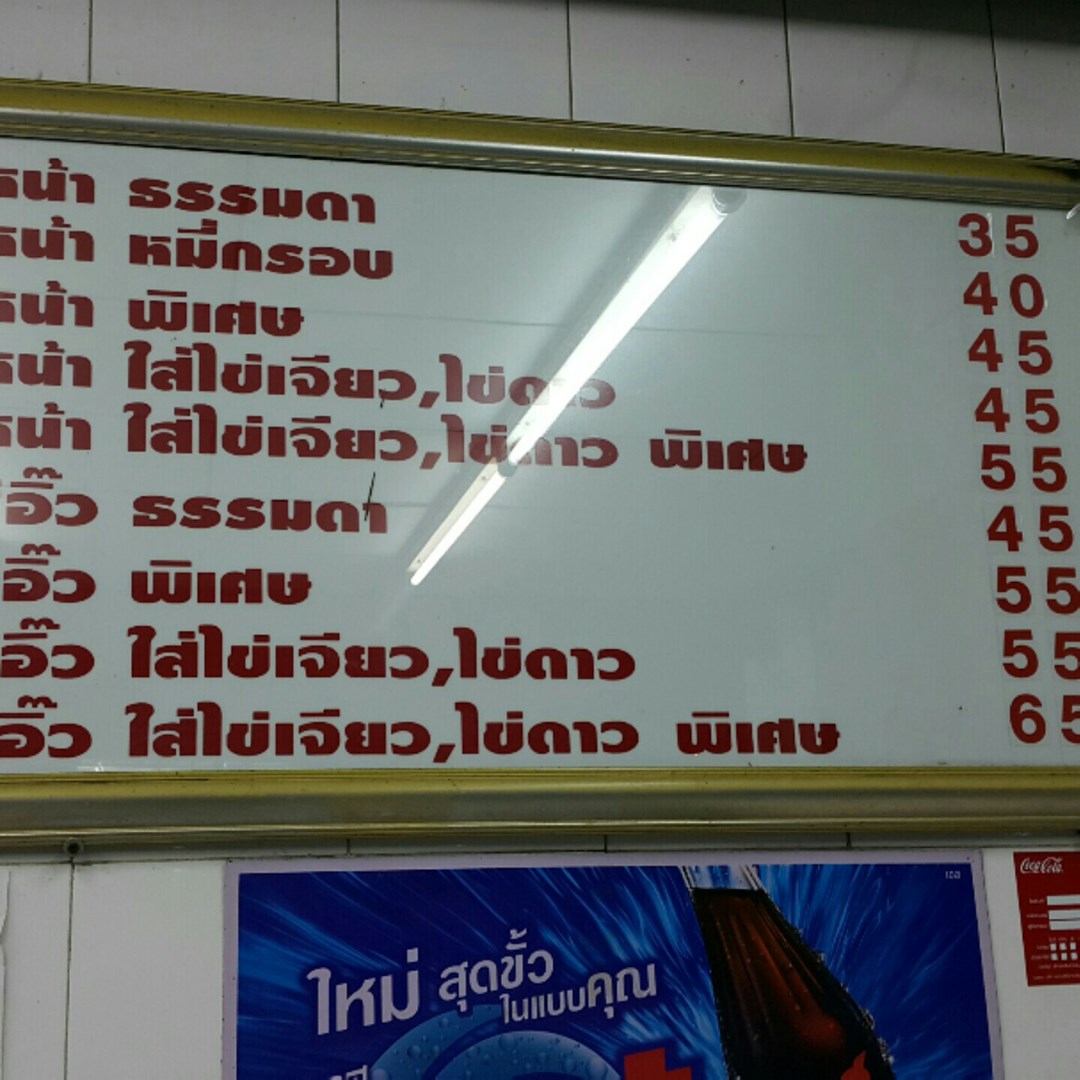 หน้า ธรรมดา 35
หน้า หมี่กรอบ 40
หน้า พิเศษ 45
หน้า ใส่ไข่เจียว,ไข่ดาว 45
หน้า ใส่ไข่เจียว,ไข่ดาว พิเศษ 55
อิ๊ว ธรรมดา 45
อิ๊ว พิเศษ 55
อิ๊ว ใส่ไข่เจียว,ไข่ดาว 55
อิ๊ว ใส่ไข่เจียว,ไข่ดาว พิเศษ 65
Coca-Cola
ใหม่ สุดขั้ว
ในแบบคุณ